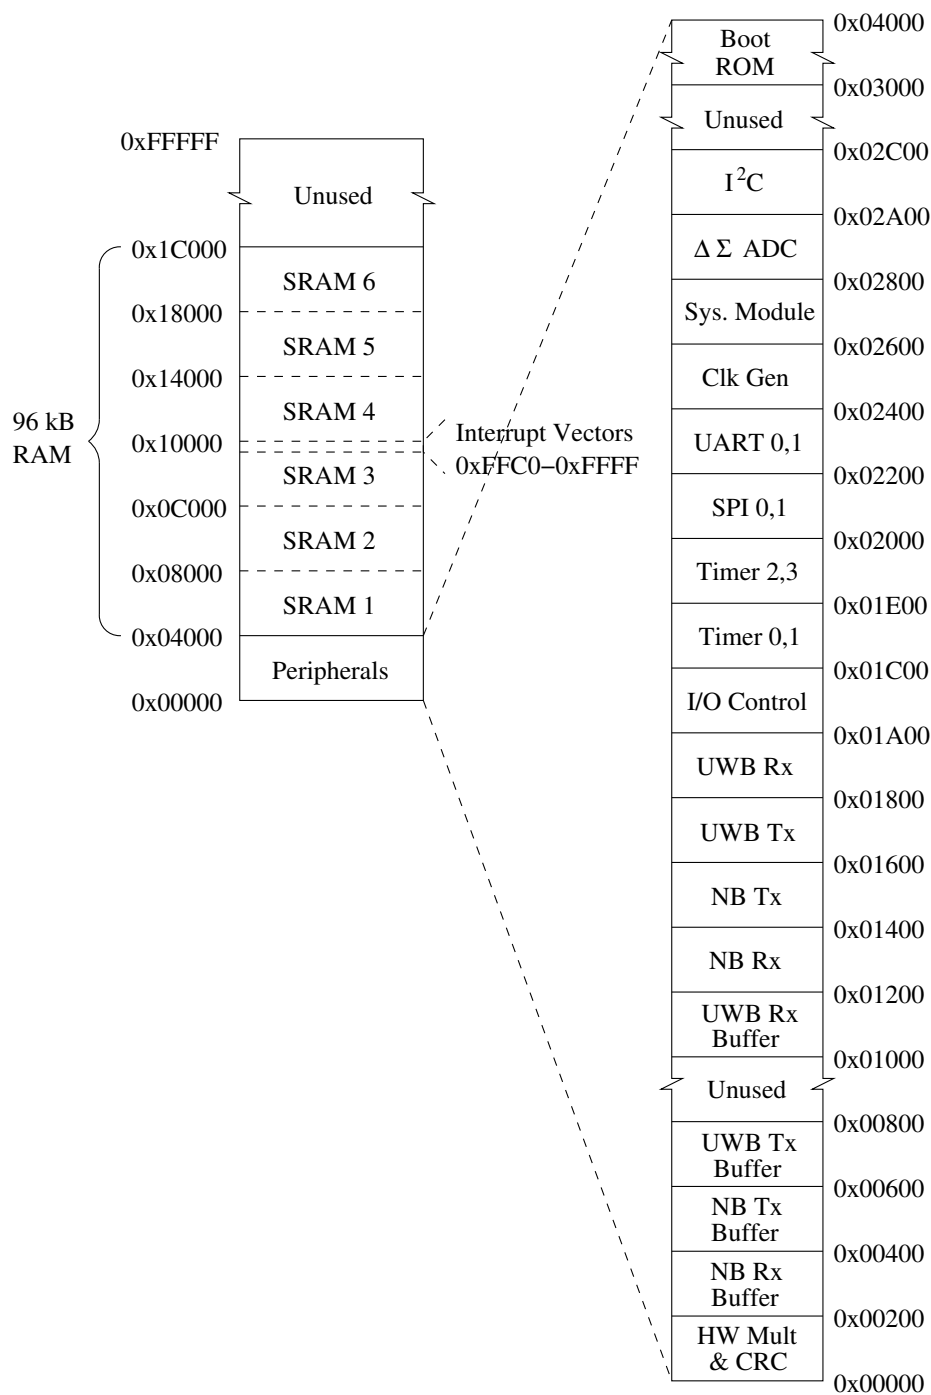 0xFFFFF
Unused
0x1C000
SRAM 6
0x18000
SRAM 5
0x14000
SRAM 4
0x10000
SRAM 3
0x0C000
SRAM 2
0x08000
SRAM 1
0x04000
Peripherals
0x00000
96 kB
RAM
Interrupt Vectors
0xFFC0−0xFFFF
0x04000
Boot
ROM
0x03000
Unused
0x02C00
I²C
0x02A00
Δ Σ ADC
0x02800
Sys. Module
0x02600
Clk Gen
0x02400
UART 0,1
0x02200
SPI 0,1
0x02000
Timer 2,3
0x01E00
Timer 0,1
0x01C00
I/O Control
0x01A00
UWB Rx
0x01800
UWB Tx
0x01600
NB Tx
0x01400
NB Rx
0x01200
UWB Rx
Buffer
0x01000
Unused
0x00800
UWB Tx
Buffer
0x00600
NB Tx
Buffer
0x00400
NB Rx
Buffer
0x00200
HW Mult
& CRC
0x00000